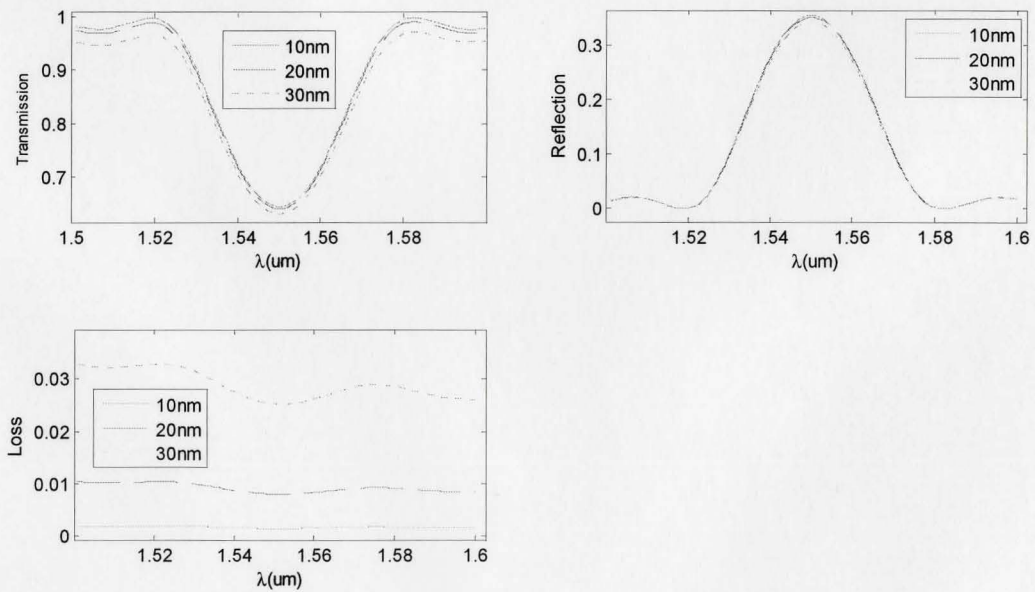 1
0.9
0.8
0.7
Transmission
10nm
20nm
30nm
1.5
1.52
1.54
1.56
1.58
λ(um)
0.3
0.2
0.1
0
Reflection
10nm
20nm
30nm
1.52
1.54
1.56
1.58
1.6
λ(um)
0.03
0.02
0.01
0
Loss
10nm
20nm
30nm
1.52
1.54
1.56
1.58
1.6
λ(um)